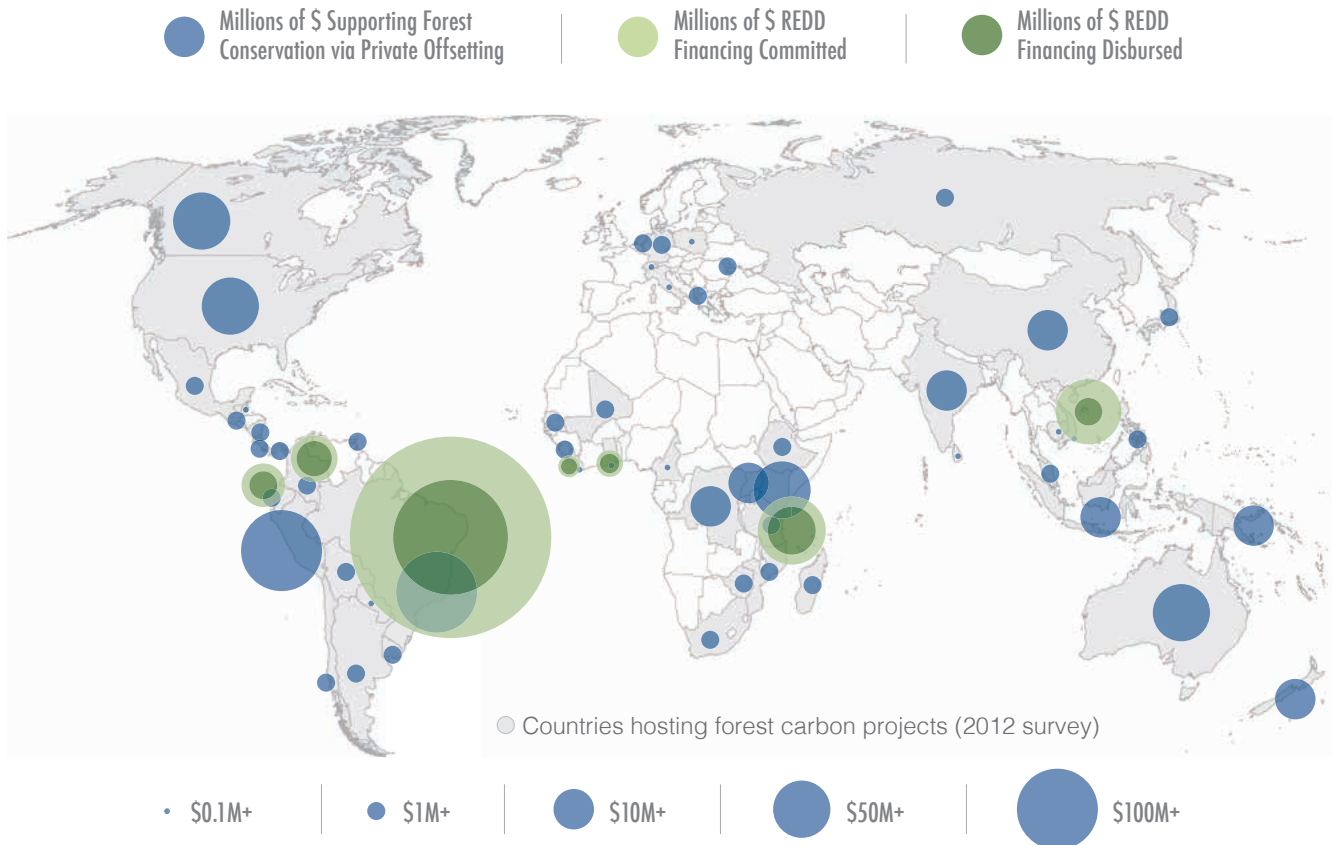 Millions of $ Supporting Forest
Conservation via Private Offsetting
Millions of $ REDD
Financing Committed
Millions of $ REDD
Financing Disbursed
Countries hosting forest carbon projects (2012 survey)
$0.1M+
$1M+
$10M+
$50M+
$100M+